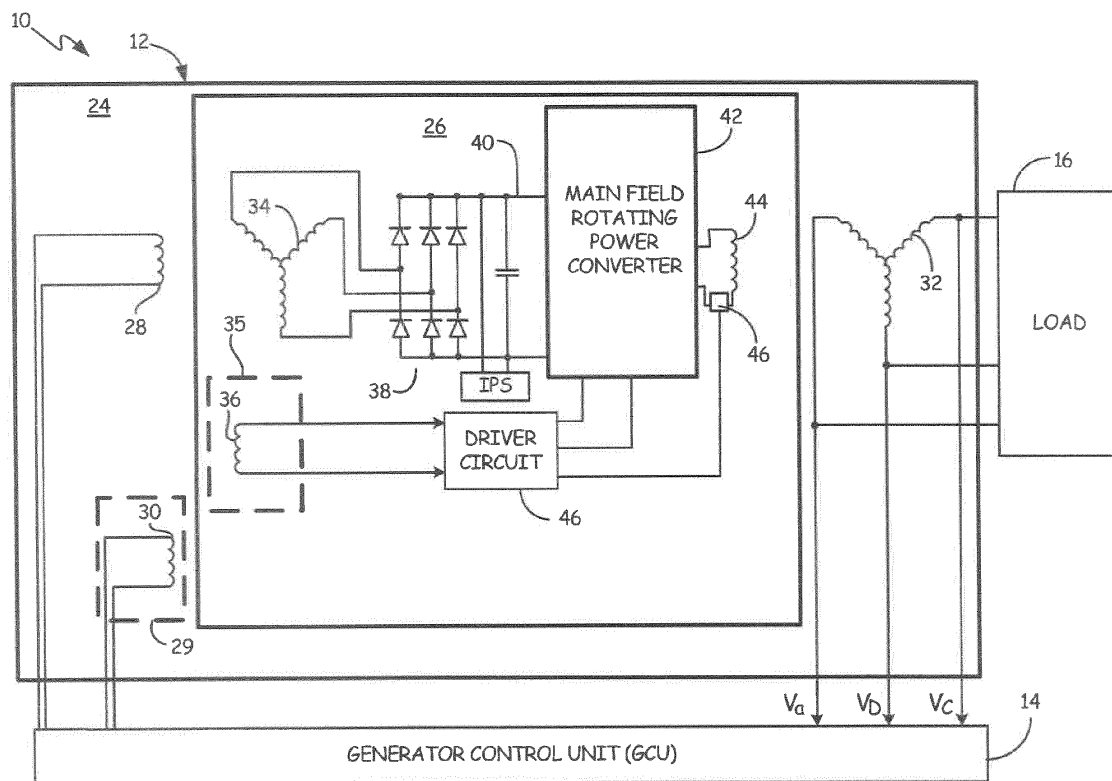 10
12
24
26
40
42
16
MAIN FIELD
ROTATING
POWER
CONVERTER
44
34
28
32
LOAD
46
35
38
IPS
36
DRIVER
CIRCUIT
46
30
29
Va
VD
VC
14
GENERATOR CONTROL UNIT (GCU)